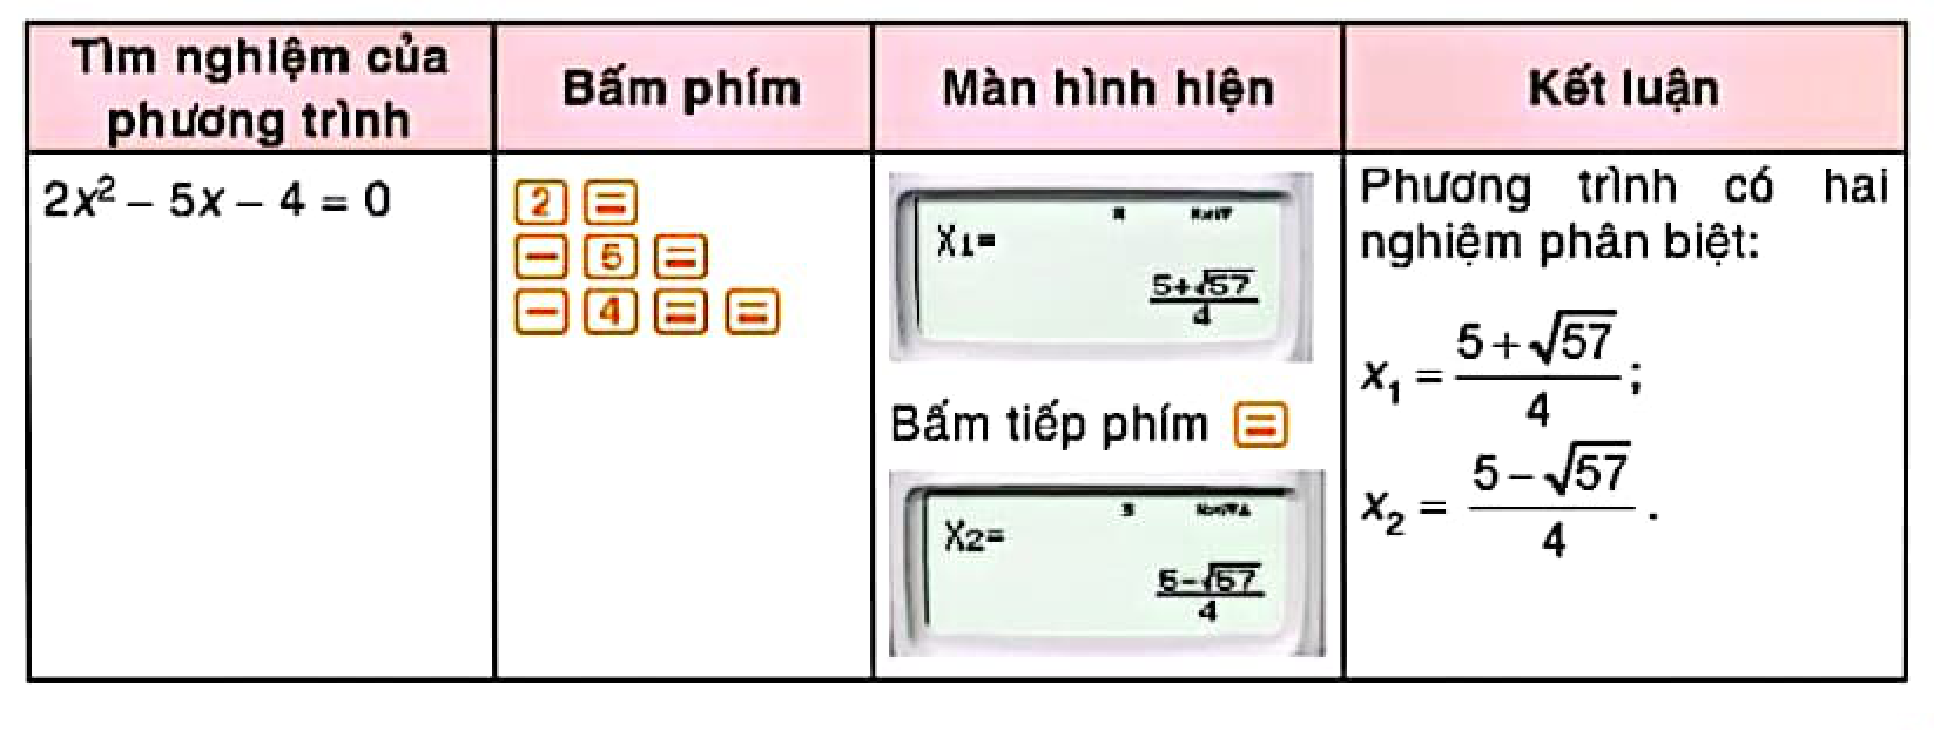 Tìm nghiệm của
phương trình
Bấm phím
Màn hình hiện
Kết luận
2x² – 5x – 4 = 0
2 =
– 5 =
– 4 = =
X1=
5+√57
4
Bấm tiếp phím =
X2=
5-√57
4
Phương trình có hai
nghiệm phân biệt:
x₁ = (5 + √57)/4;
x₂ = (5 – √57)/4.